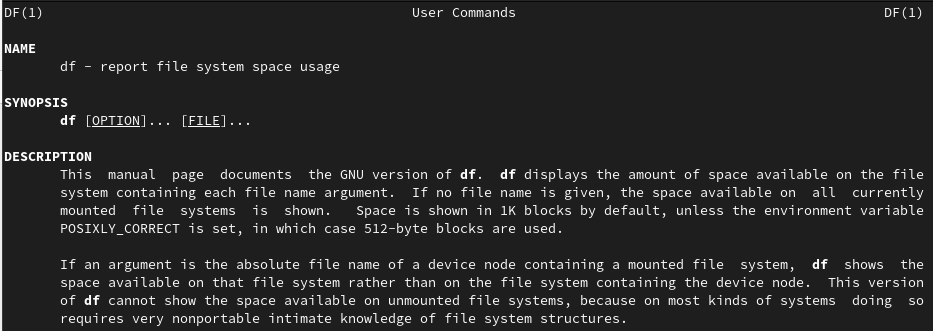 DF(1) User Commands DF(1)
NAME
df - report file system space usage
SYNOPSIS
df [OPTION]... [FILE]...
DESCRIPTION
This manual page documents the GNU version of df. df displays the amount of space available on the file
system containing each file name argument. If no file name is given, the space available on all currently
mounted file systems is shown. Space is shown in 1K blocks by default, unless the environment variable
POSIXLY_CORRECT is set, in which case 512-byte blocks are used.
If an argument is the absolute file name of a device node containing a mounted file system, df shows the
space available on that file system rather than on the file system containing the device node. This version
of df cannot show the space available on unmounted file systems, because on most kinds of systems doing so
requires very nonportable intimate knowledge of file system structures.